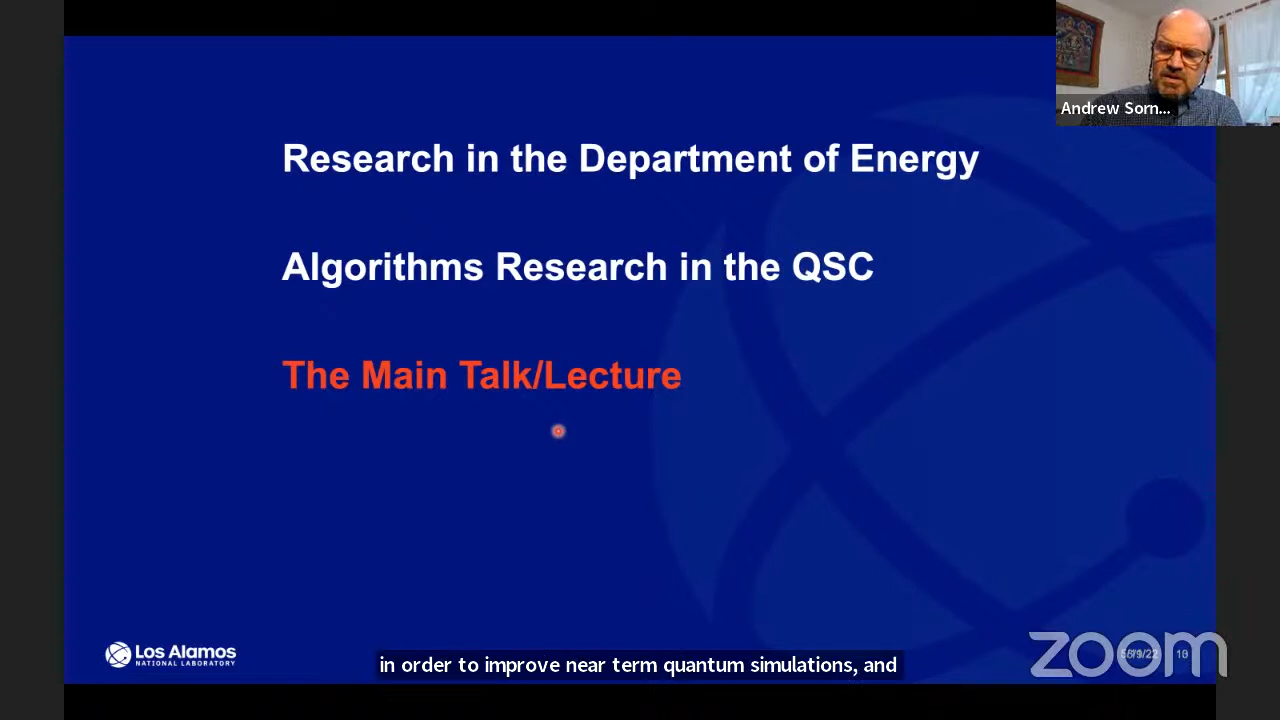 Andrew Sorn...
Research in the Department of Energy
Algorithms Research in the QSC
The Main Talk/Lecture
Los Alamos
NATIONAL LABORATORY
in order to improve near term quantum simulations, and
zoom
10